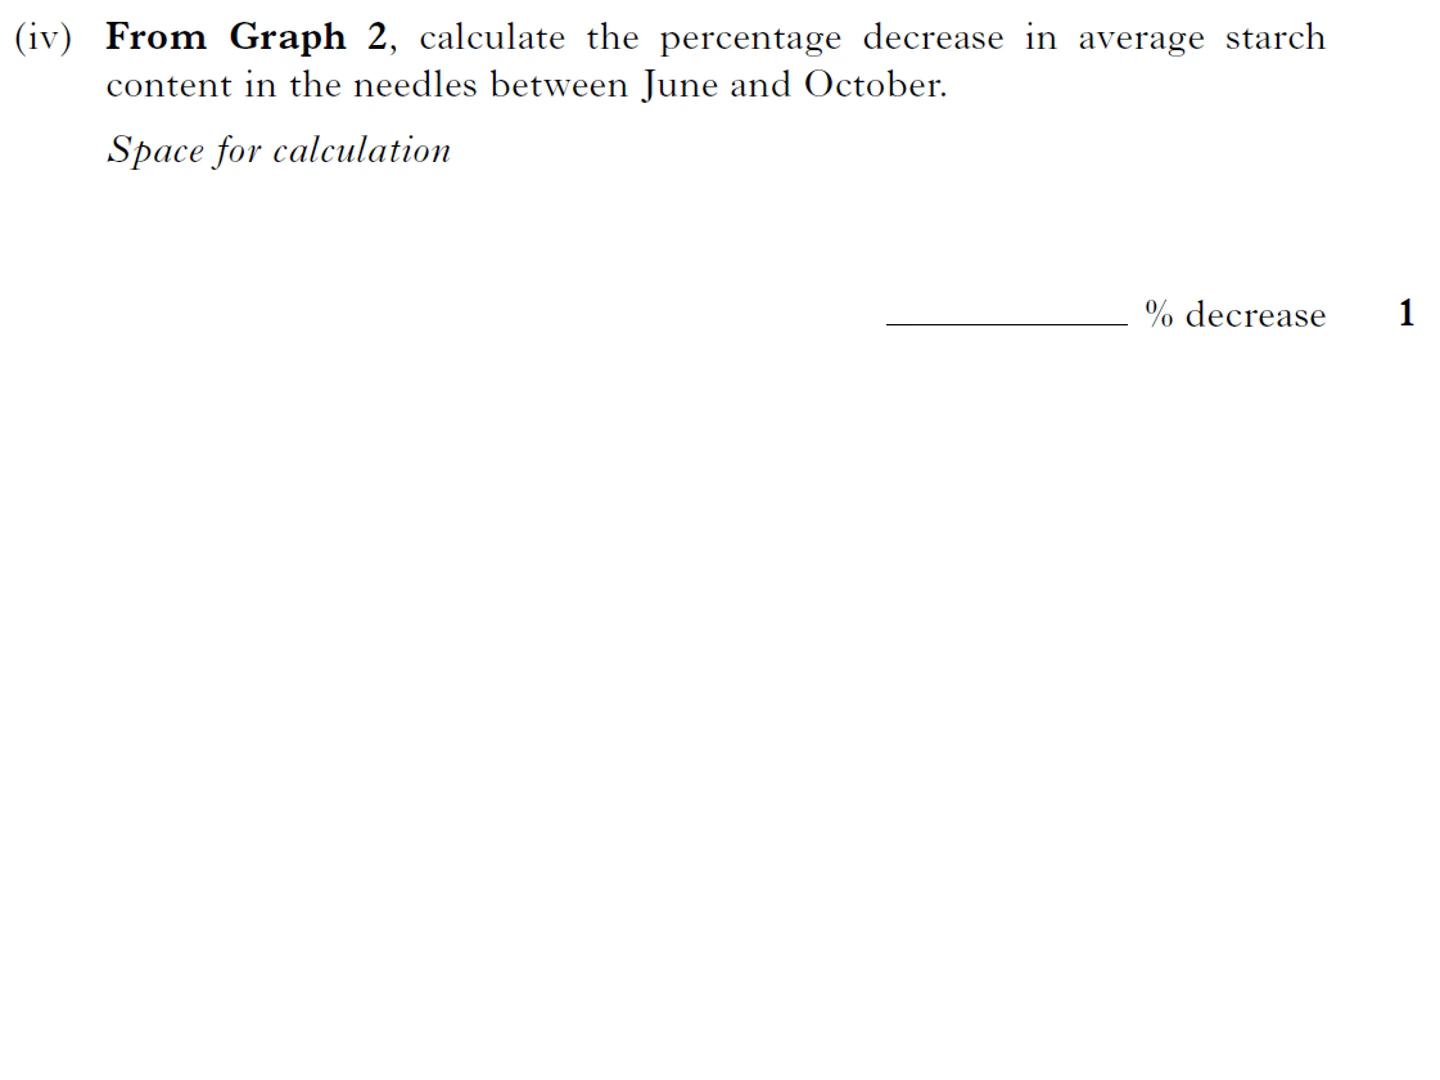 (iv) From Graph 2, calculate the percentage decrease in average starch
content in the needles between June and October.
Space for calculation
% decrease 1